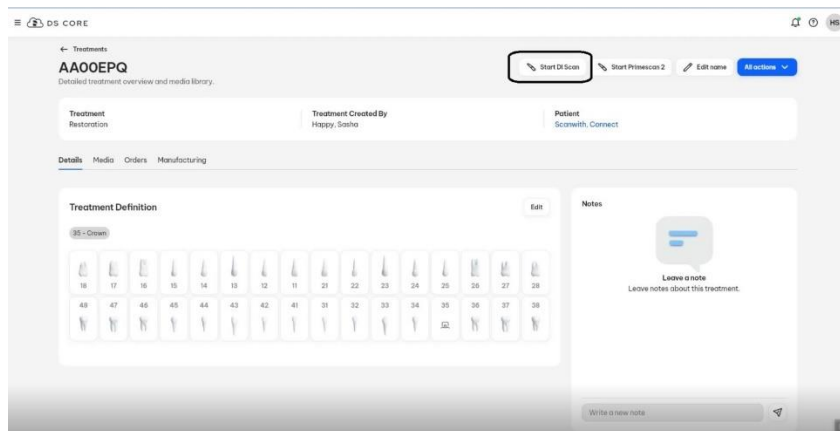 DS CORE
HS
← Treatments
AA00EPQ
Detailed treatment overview and media library.
Start DI Scan
Start Primescan 2
Edit name
All actions
Treatment
Restoration
Treatment Created By
Happy, Sasha
Patient
Scanwith, Connect
Details Media Orders Manufacturing
Treatment Definition
Edit
35 - Crown
18 17 16 15 14 13 12 11 21 22 23 24 25 26 27 28
48 47 46 45 44 43 42 41 31 32 33 34 35 36 37 38
Notes
Leave a note
Leave notes about this treatment.
Write a new note